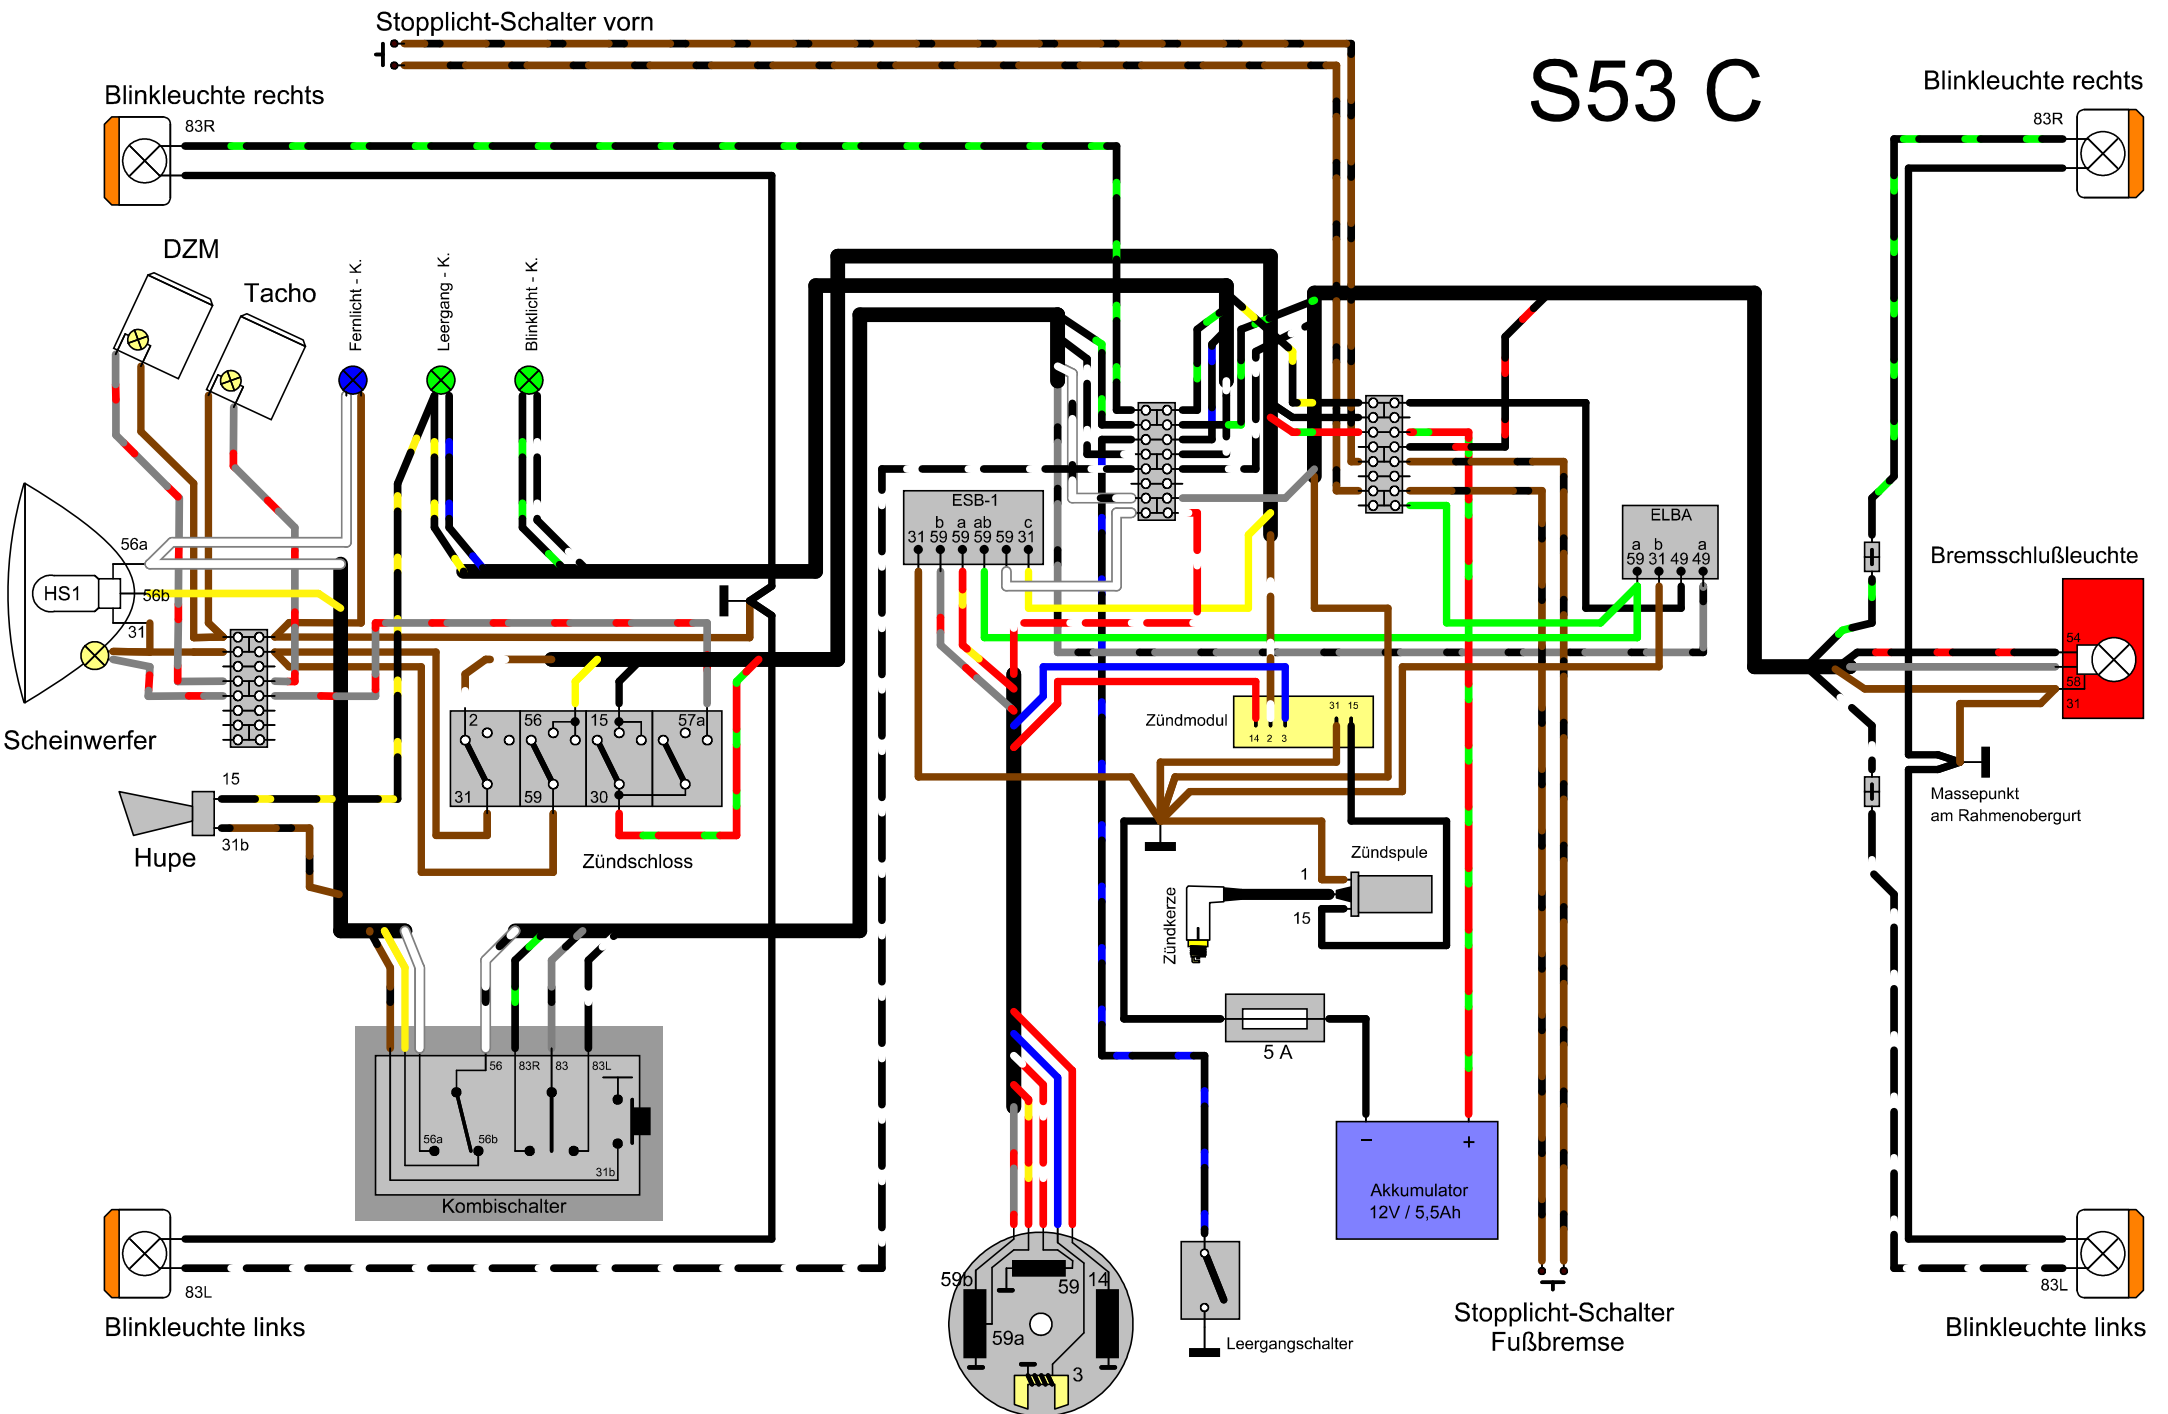 Stopplicht-Schalter vorn
S53 C
Blinkleuchte rechts
83R
Blinkleuchte rechts
83R
DZM
Tacho
Fernlicht - K.
Leergang - K.
Blinklicht - K.
56a
HS1
56b
31
Scheinwerfer
15
31b
Hupe
2
56
15
57a
31
59
30
Zündschloss
ESB-1
b a ab c
31 59 59 59 59 31
ELBA
a b a
59 31 49 49
Bremsschlußleuchte
54
58
31
Zündmodul
31 15
14 2 3
Massepunkt
am Rahmenobergurt
Zündspule
1
15
Zündkerze
5 A
56 83R 83 83L
56a
56b
31b
Kombischalter
Akkumulator
12V / 5,5Ah
− +
83L
Blinkleuchte links
59b
59
14
59a
3
Leergangschalter
Stopplicht-Schalter
Fußbremse
83L
Blinkleuchte links